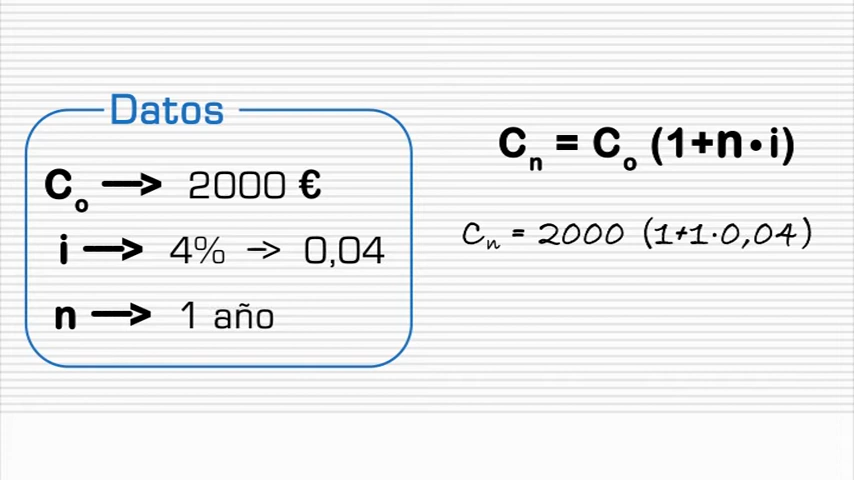 Datos
Co —> 2000 €
i —> 4% -> 0,04
n —> 1 año
Cn = Co (1+n•i)
Cn = 2000 (1+1·0,04)